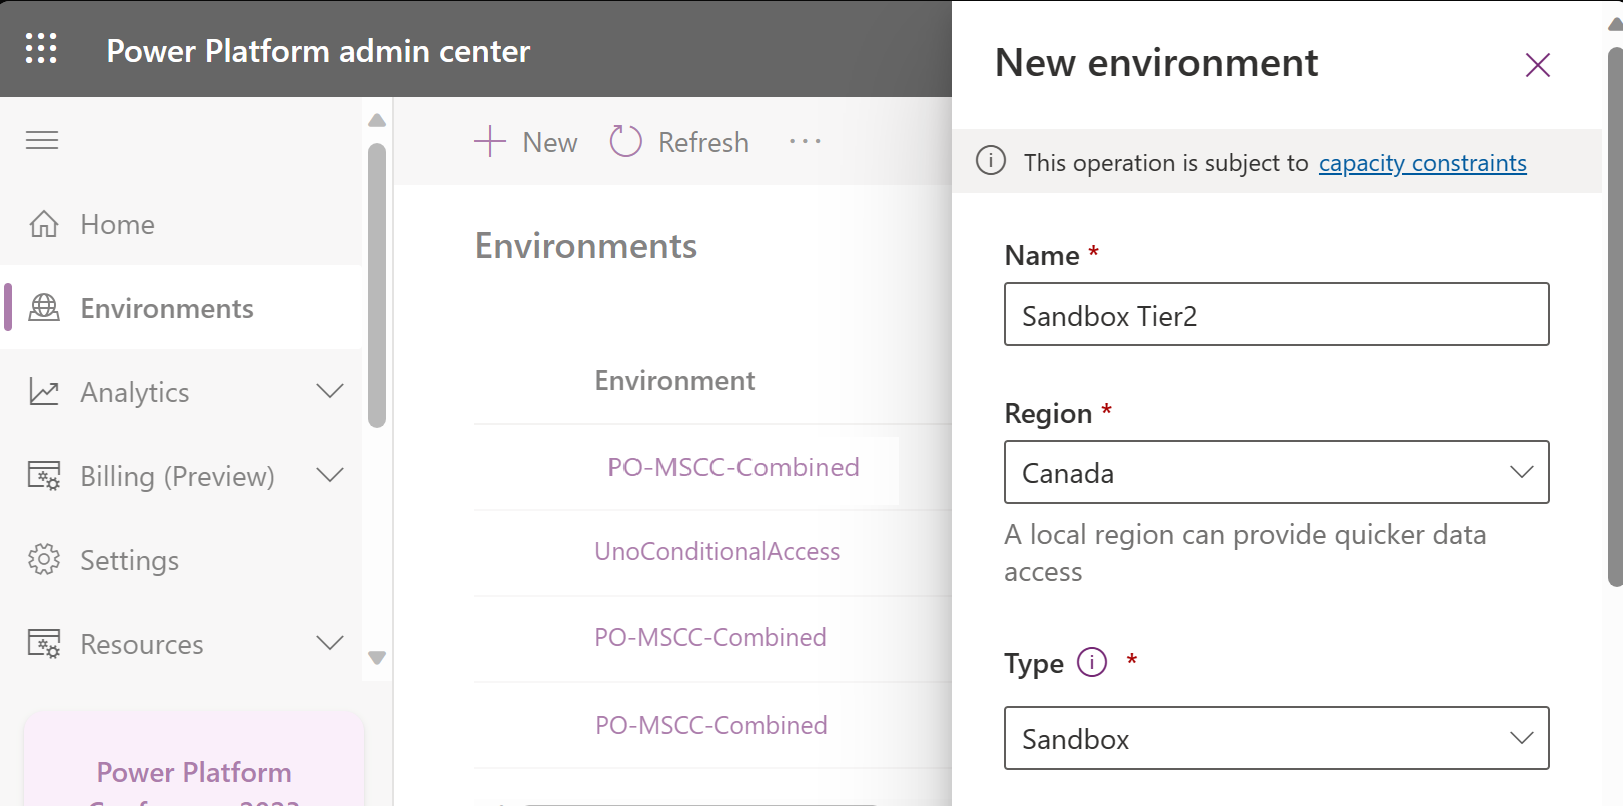 Power Platform admin center
New environment
New
Refresh
This operation is subject to capacity constraints
Home
Environments
Analytics
Billing (Preview)
Settings
Resources
Power Platform
Environments
Environment
PO-MSCC-Combined
UnoConditionalAccess
PO-MSCC-Combined
PO-MSCC-Combined
Name *
Sandbox Tier2
Region *
Canada
A local region can provide quicker data
access
Type *
Sandbox